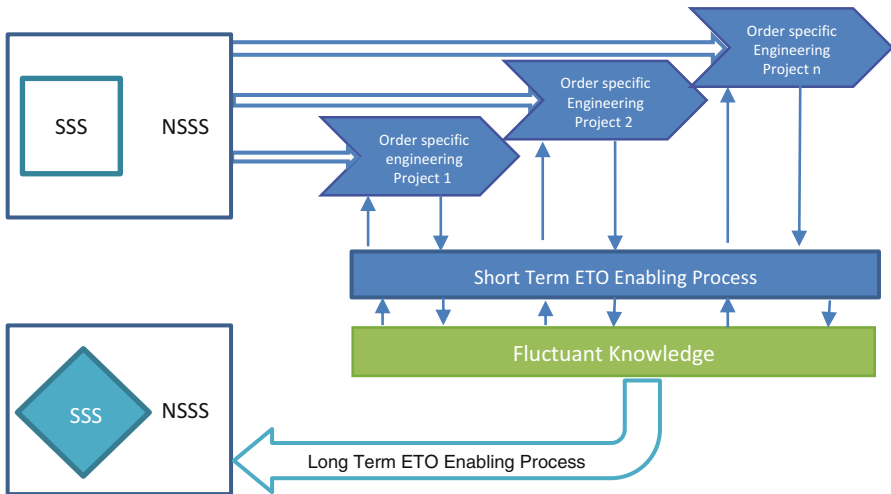 Order specific
Engineering
Project n
Order specific
Engineering
Project 2
Order specific
engineering
Project 1
SSS
NSSS
Short Term ETO Enabling Process
Fluctuant Knowledge
SSS
NSSS
Long Term ETO Enabling Process